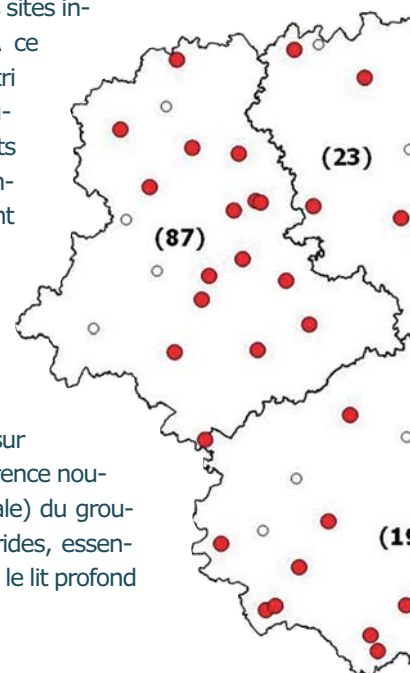 sites in-
ce
tri
ts
n-
nt
(23)
(87)
sur
rence nou-
ale) du grou-
rides, essen-
le lit profond
(19